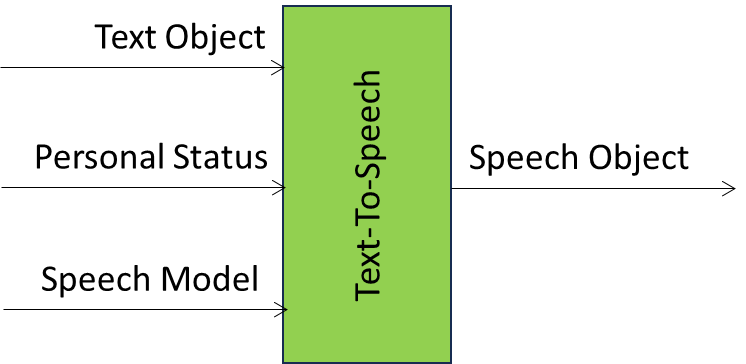 Text Object
Personal Status
Speech Model
Text-To-Speech
Speech Object